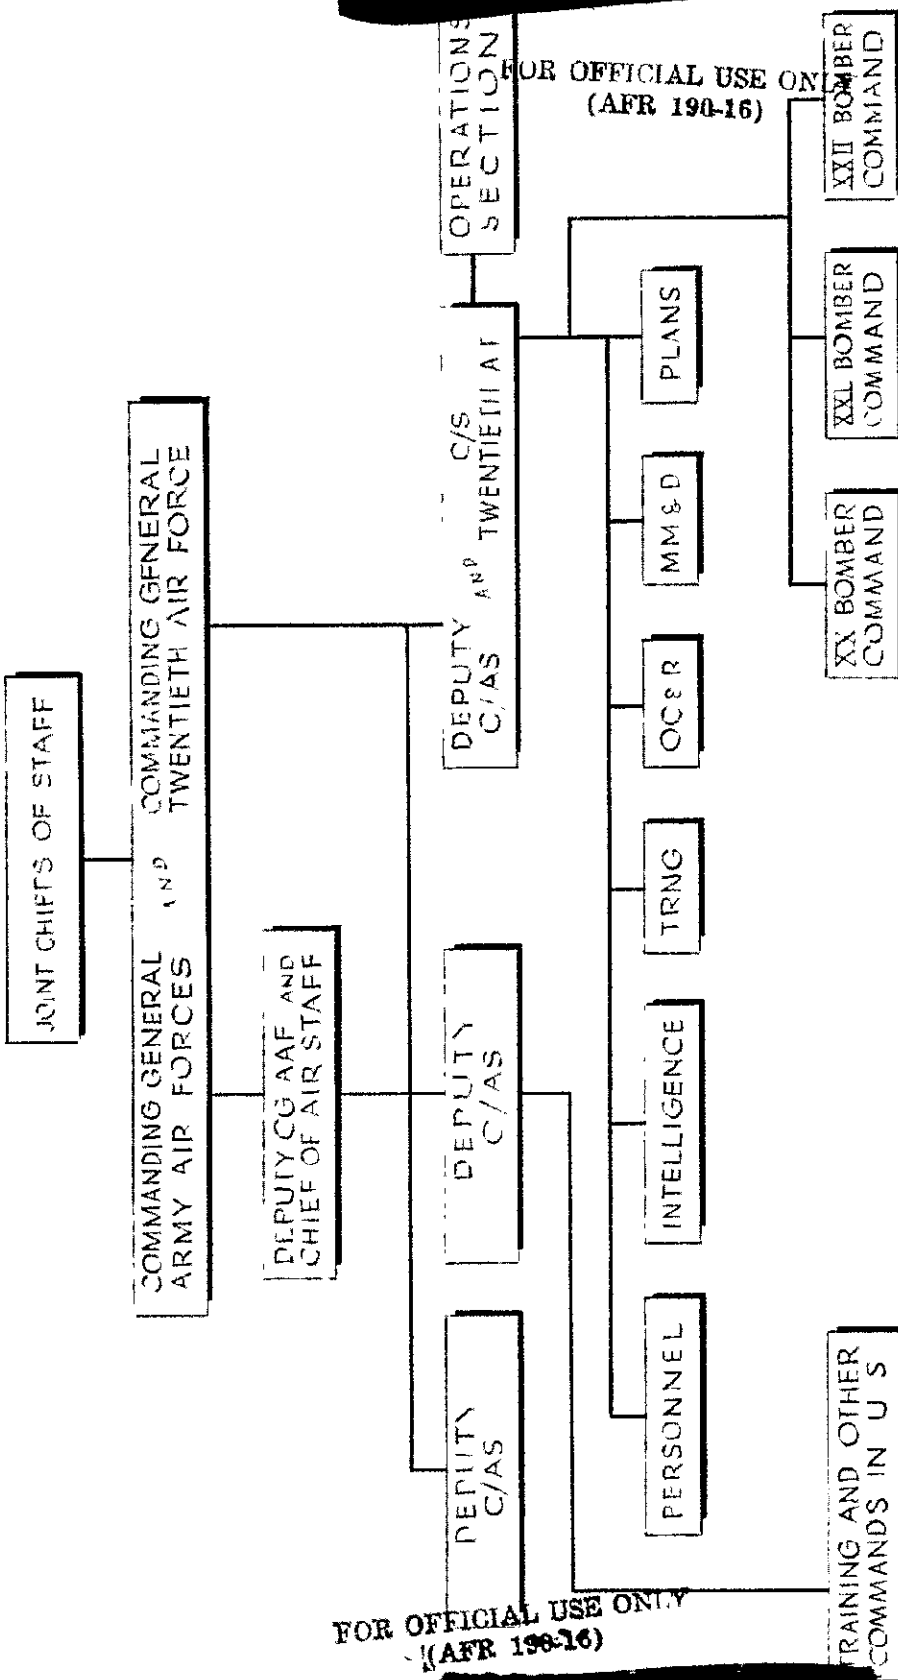 JOINT CHIEFS OF STAFF
COMMANDING GENERAL
ARMY AIR FORCES
AND
COMMANDING GENERAL
TWENTIETH AIR FORCE
DEPUTY CG AAF AND
CHIEF OF AIR STAFF
DEPUTY
C/AS
DEPUTY
C/AS
DEPUTY
C/AS
AND
C/S
TWENTIETH AF
OPERATIONS
SECTION
PERSONNEL
INTELLIGENCE
TRNG
OC&R
MM&D
PLANS
TRAINING AND OTHER
COMMANDS IN U S
XX BOMBER
COMMAND
XXI BOMBER
COMMAND
XXII BOMBER
COMMAND
FOR OFFICIAL USE ONLY
(AFR 190-16)
FOR OFFICIAL USE ONLY
(AFR 190-16)